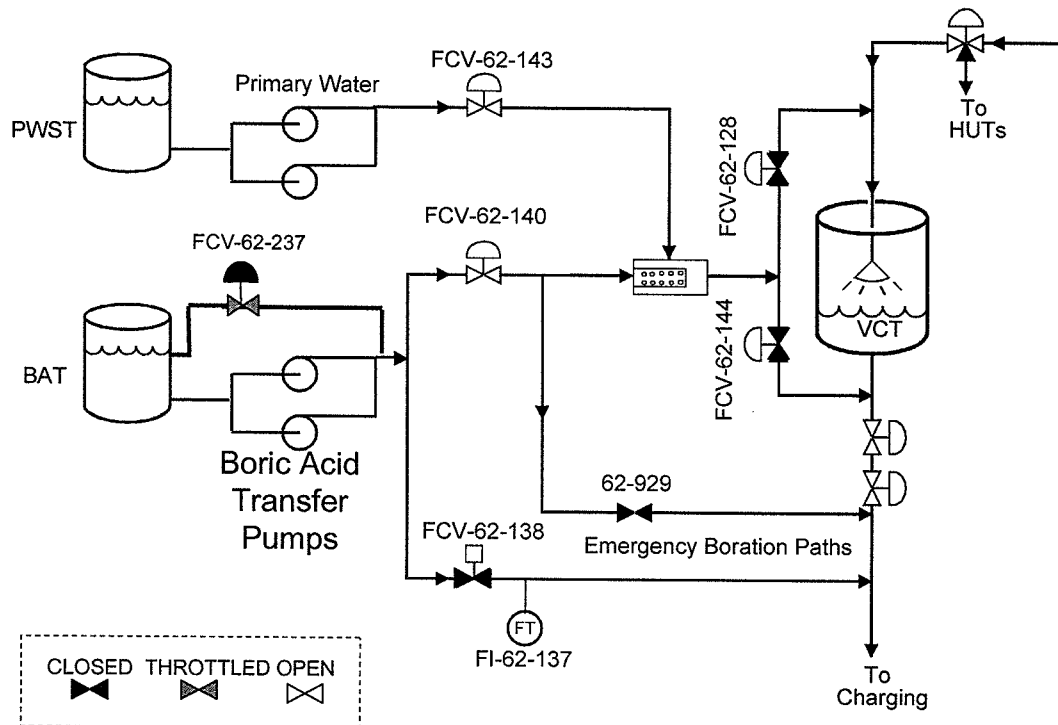 FCV-62-143
Primary Water
PWST
To
HUTs
FCV-62-128
FCV-62-140
FCV-62-237
FCV-62-144
VCT
BAT
Boric Acid
Transfer
Pumps
62-929
FCV-62-138
Emergency Boration Paths
FT
FI-62-137
CLOSED THROTTLED OPEN
To
Charging